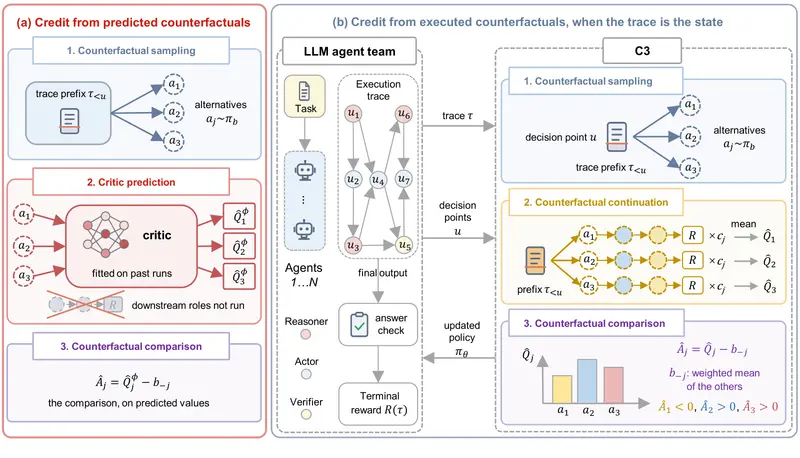 (a) Credit from predicted counterfactuals
1. Counterfactual sampling
trace prefix τ<u
a1
a2
a3
alternatives
aj~πb
2. Critic prediction
a1
a2
a3
critic
fitted on past runs
Q̂1ϕ
Q̂2ϕ
Q̂3ϕ
R
downstream roles not run
3. Counterfactual comparison
Âj = Q̂jϕ − b−j
the comparison, on predicted values
(b) Credit from executed counterfactuals, when the trace is the state
LLM agent team
Task
⋮
Agents
1…N
Reasoner
Actor
Verifier
Execution
trace
u1
u6
u2
u4
u7
u3
u5
final output
answer
check
Terminal
reward R(τ)
trace τ
decision
points
u
updated
policy
πθ
C3
1. Counterfactual sampling
decision point u
trace prefix τ<u
a1
a2
a3
alternatives
aj~πb
2. Counterfactual continuation
prefix τ<u
mean
a1 R ×cj Q̂1
a2 R ×cj Q̂2
a3 R ×cj Q̂3
3. Counterfactual comparison
Q̂j
a1 a2 a3
Âj = Q̂j − b−j
b−j: weighted mean
of the others
Â1 < 0, Â2 > 0, Â3 > 0